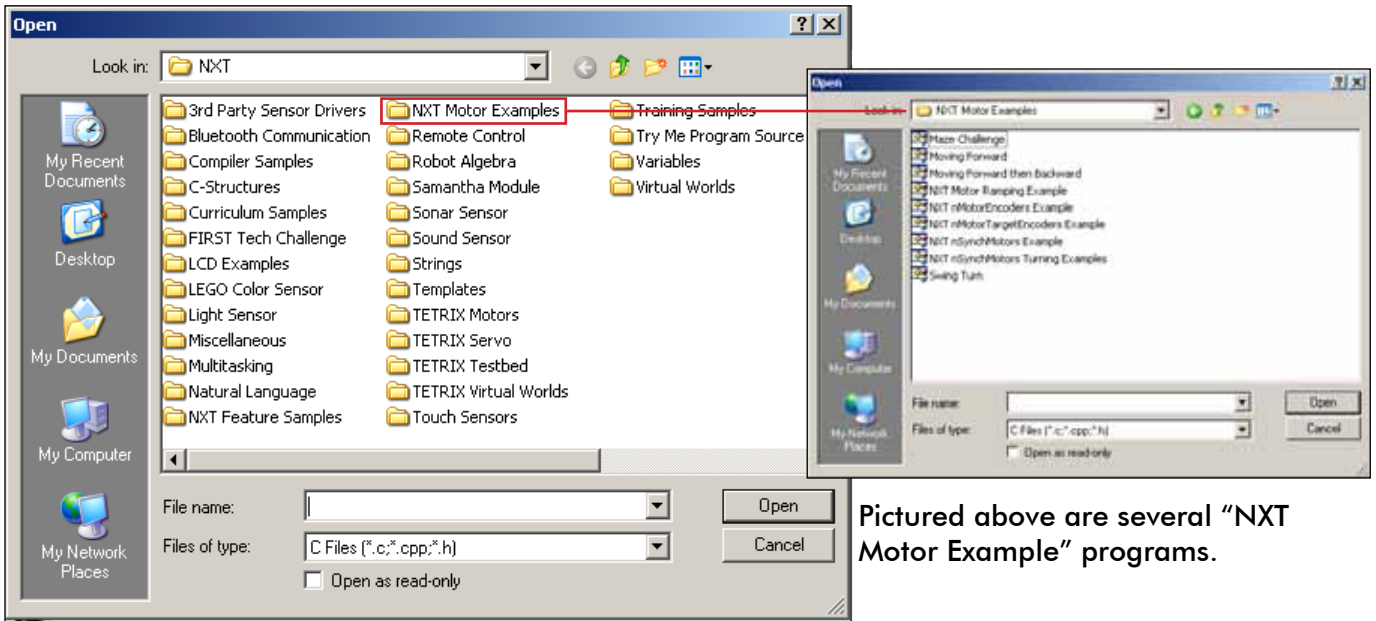 Open
Look in: NXT
My Recent Documents
Desktop
My Documents
My Computer
My Network Places
3rd Party Sensor Drivers
Bluetooth Communication
Compiler Samples
C-Structures
Curriculum Samples
FIRST Tech Challenge
LCD Examples
LEGO Color Sensor
Light Sensor
Miscellaneous
Multitasking
Natural Language
NXT Feature Samples
NXT Motor Examples
Remote Control
Robot Algebra
Samantha Module
Sonar Sensor
Sound Sensor
Strings
Templates
TETRIX Motors
TETRIX Servo
TETRIX Testbed
TETRIX Virtual Worlds
Touch Sensors
Training Samples
Try Me Program Source
Variables
Virtual Worlds
File name:
Open
Files of type: C Files (*.c;*.cpp;*.h)
Cancel
Open as read-only
Open
Look in: NXT Motor Examples
My Recent Documents
Desktop
My Documents
My Computer
My Network Places
Maze Challenge
Moving Forward
Moving Forward then Backward
NXT Motor Ramping Example
NXT nMotorEncoders Example
NXT nMotorTargetEncoders Example
NXT nSynchMotors Example
NXT nSynchMotors Turning Examples
Swing Turn
File name:
Open
Files of type: C Files (*.c;*.cpp;*.h)
Cancel
Open as read-only
Pictured above are several “NXT
Motor Example” programs.